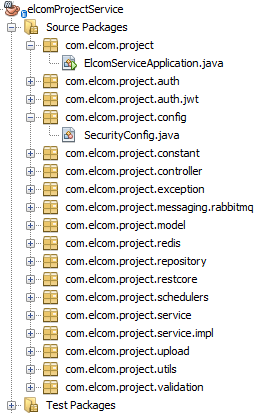 elcomProjectService
Source Packages
com.elcom.project
ElcomServiceApplication.java
com.elcom.project.auth
com.elcom.project.auth.jwt
com.elcom.project.config
SecurityConfig.java
com.elcom.project.constant
com.elcom.project.controller
com.elcom.project.exception
com.elcom.project.messaging.rabbitmq
com.elcom.project.model
com.elcom.project.redis
com.elcom.project.repository
com.elcom.project.restcore
com.elcom.project.schedulers
com.elcom.project.service
com.elcom.project.service.impl
com.elcom.project.upload
com.elcom.project.utils
com.elcom.project.validation
Test Packages